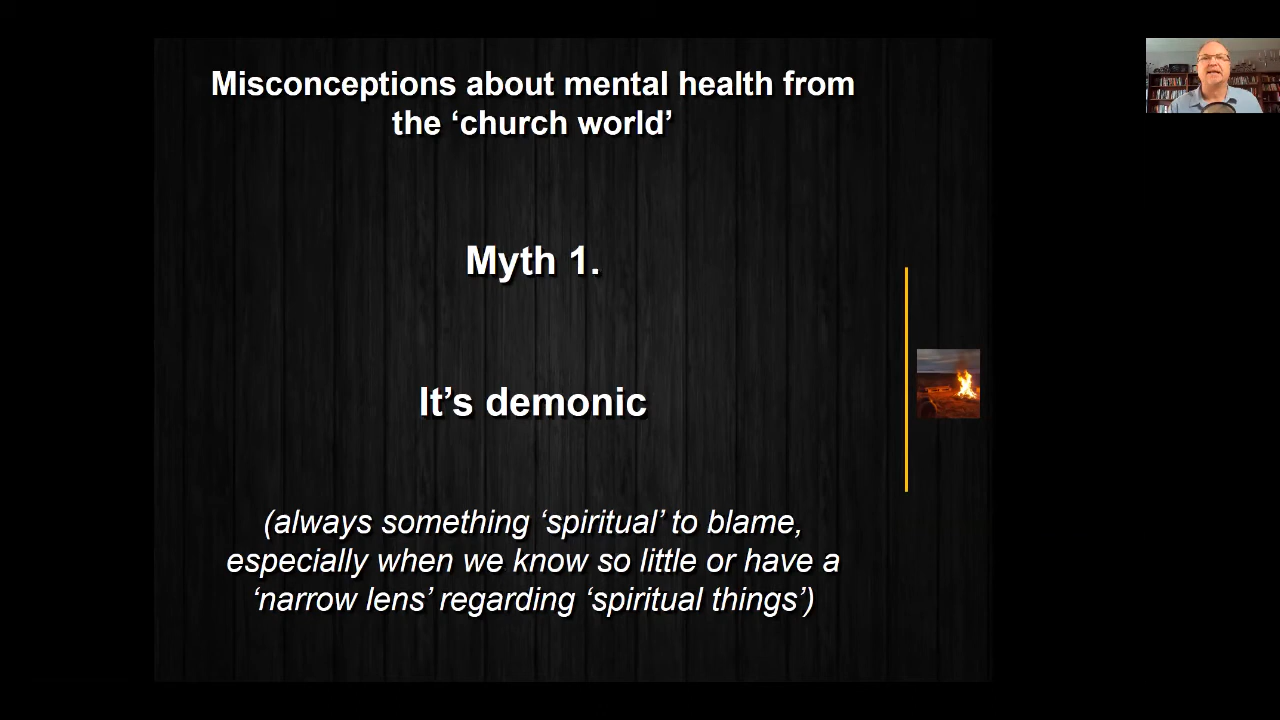 Misconceptions about mental health from
the ‘church world’
Myth 1.
It’s demonic
(always something ‘spiritual’ to blame,
especially when we know so little or have a
‘narrow lens’ regarding ‘spiritual things’)